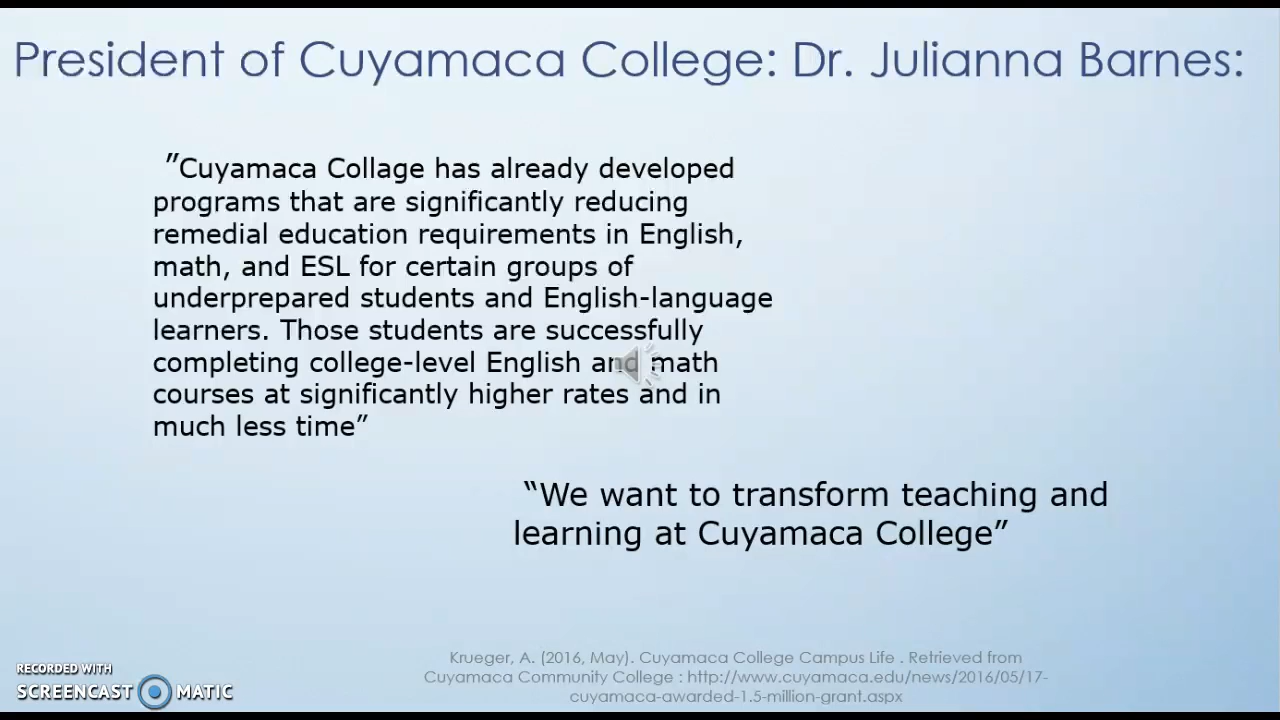 President of Cuyamaca College: Dr. Julianna Barnes:
”Cuyamaca Collage has already developed
programs that are significantly reducing
remedial education requirements in English,
math, and ESL for certain groups of
underprepared students and English-language
learners. Those students are successfully
completing college-level English and math
courses at significantly higher rates and in
much less time”
“We want to transform teaching and
learning at Cuyamaca College”
Krueger, A. (2016, May). Cuyamaca College Campus Life . Retrieved from
Cuyamaca Community College : http://www.cuyamaca.edu/news/2016/05/17-
cuyamaca-awarded-1.5-million-grant.aspx
RECORDED WITH
SCREENCAST MATIC